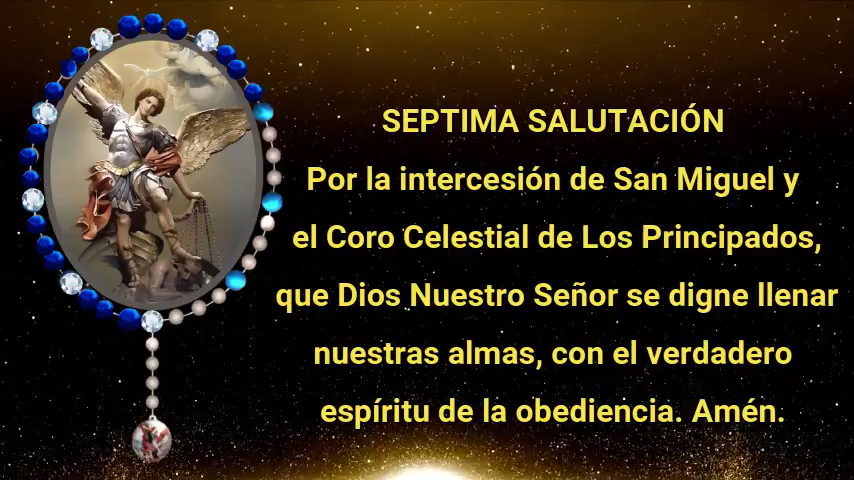 SEPTIMA SALUTACIÓN
Por la intercesión de San Miguel y
el Coro Celestial de Los Principados,
que Dios Nuestro Señor se digne llenar
nuestras almas, con el verdadero
espíritu de la obediencia. Amén.